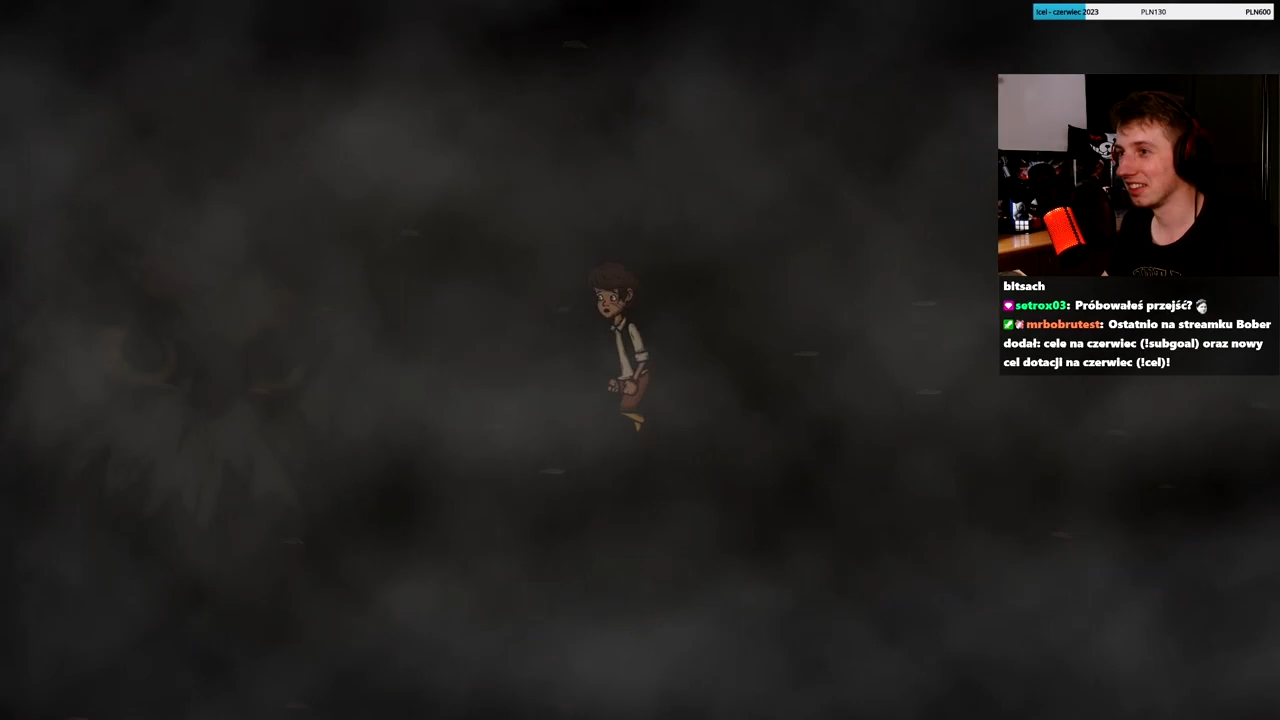 !cel - czerwiec 2023 PLN130 PLN600
bItsach
setrox03: Próbowałeś przejść?
mrbobrutest: Ostatnio na streamku Bober
dodał: cele na czerwiec (!subgoal) oraz nowy
cel dotacji na czerwiec (!cel)!